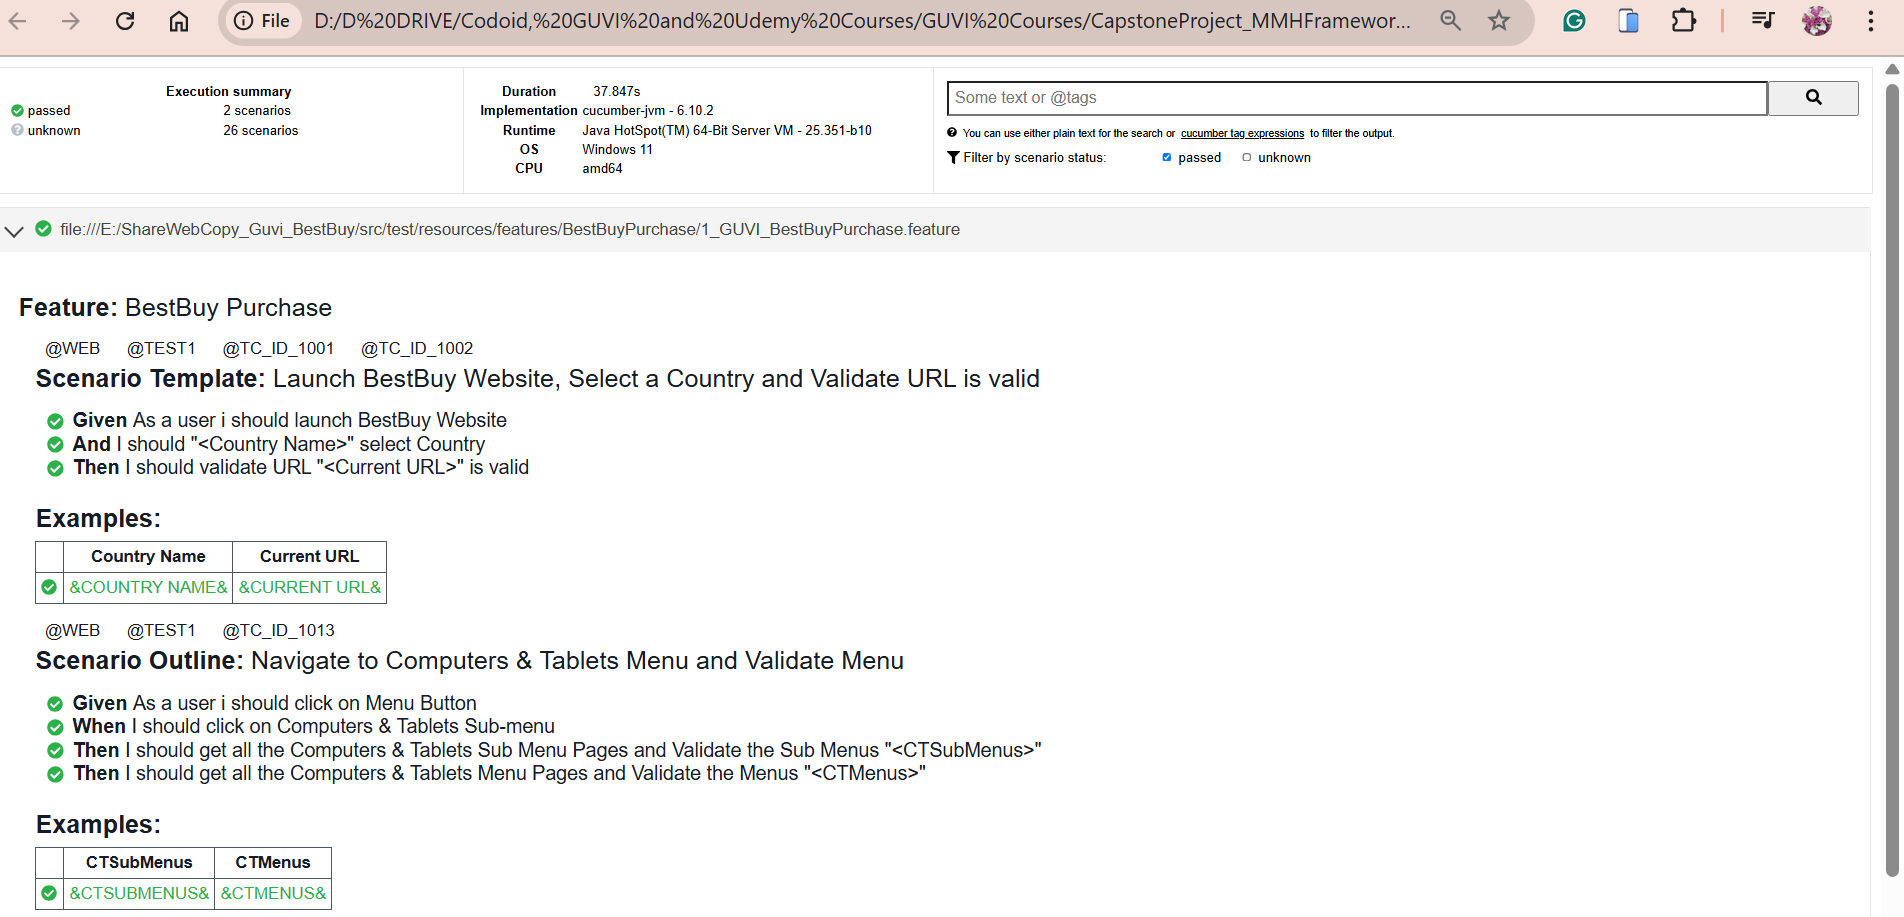 File
D:/D%20DRIVE/Codoid,%20GUVI%20and%20Udemy%20Courses/GUVI%20Courses/CapstoneProject_MMHFramewor...
Execution summary
passed 2 scenarios
unknown 26 scenarios
Duration 37.847s
Implementation cucumber-jvm - 6.10.2
Runtime Java HotSpot(TM) 64-Bit Server VM - 25.351-b10
OS Windows 11
CPU amd64
Some text or @tags
You can use either plain text for the search or cucumber tag expressions to filter the output.
Filter by scenario status: passed unknown
file:///E:/ShareWebCopy_Guvi_BestBuy/src/test/resources/features/BestBuyPurchase/1_GUVI_BestBuyPurchase.feature
Feature: BestBuy Purchase
@WEB @TEST1 @TC_ID_1001 @TC_ID_1002
Scenario Template: Launch BestBuy Website, Select a Country and Validate URL is valid
Given As a user i should launch BestBuy Website
And I should "<Country Name>" select Country
Then I should validate URL "<Current URL>" is valid
Examples:
Country Name Current URL
&COUNTRY NAME& &CURRENT URL&
@WEB @TEST1 @TC_ID_1013
Scenario Outline: Navigate to Computers & Tablets Menu and Validate Menu
Given As a user i should click on Menu Button
When I should click on Computers & Tablets Sub-menu
Then I should get all the Computers & Tablets Sub Menu Pages and Validate the Sub Menus "<CTSubMenus>"
Then I should get all the Computers & Tablets Menu Pages and Validate the Menus "<CTMenus>"
Examples:
CTSubMenus CTMenus
&CTSUBMENUS& &CTMENUS&